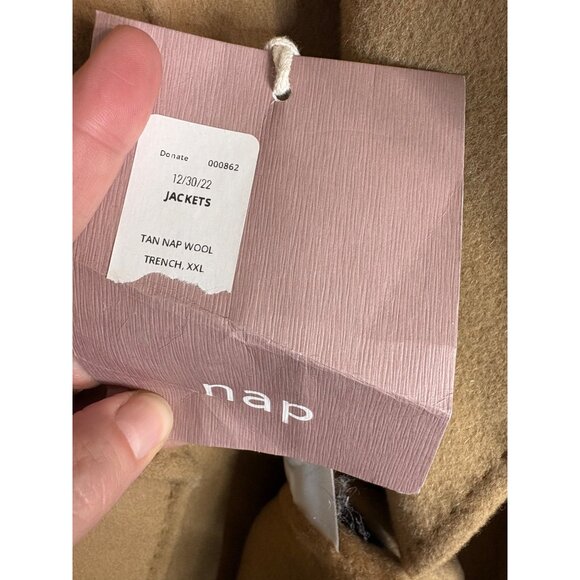 Donate 000862
12/30/22
JACKETS
TAN NAP WOOL
TRENCH, XXL
nap